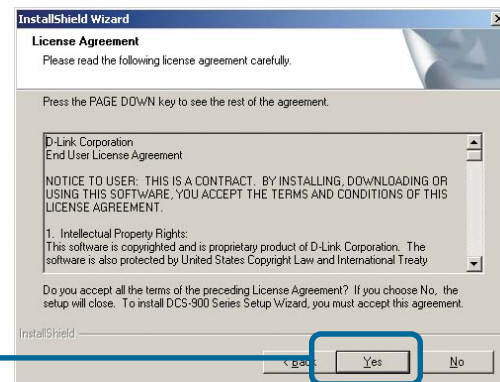 InstallShield Wizard
License Agreement
Please read the following license agreement carefully.
Press the PAGE DOWN key to see the rest of the agreement.
D-Link Corporation
End User License Agreement
NOTICE TO USER:  THIS IS A CONTRACT.  BY INSTALLING, DOWNLOADING OR
USING THIS SOFTWARE, YOU ACCEPT THE TERMS AND CONDITIONS OF THIS
LICENSE AGREEMENT.
1.  Intellectual Property Rights:
This software is copyrighted and is proprietary product of D-Link Corporation.  The
software is also protected by United States Copyright Law and International Treaty
Do you accept all the terms of the preceding License Agreement?  If you choose No,  the
setup will close.  To install DCS-900 Series Setup Wizard, you must accept this agreement.
InstallShield
< Back Yes No